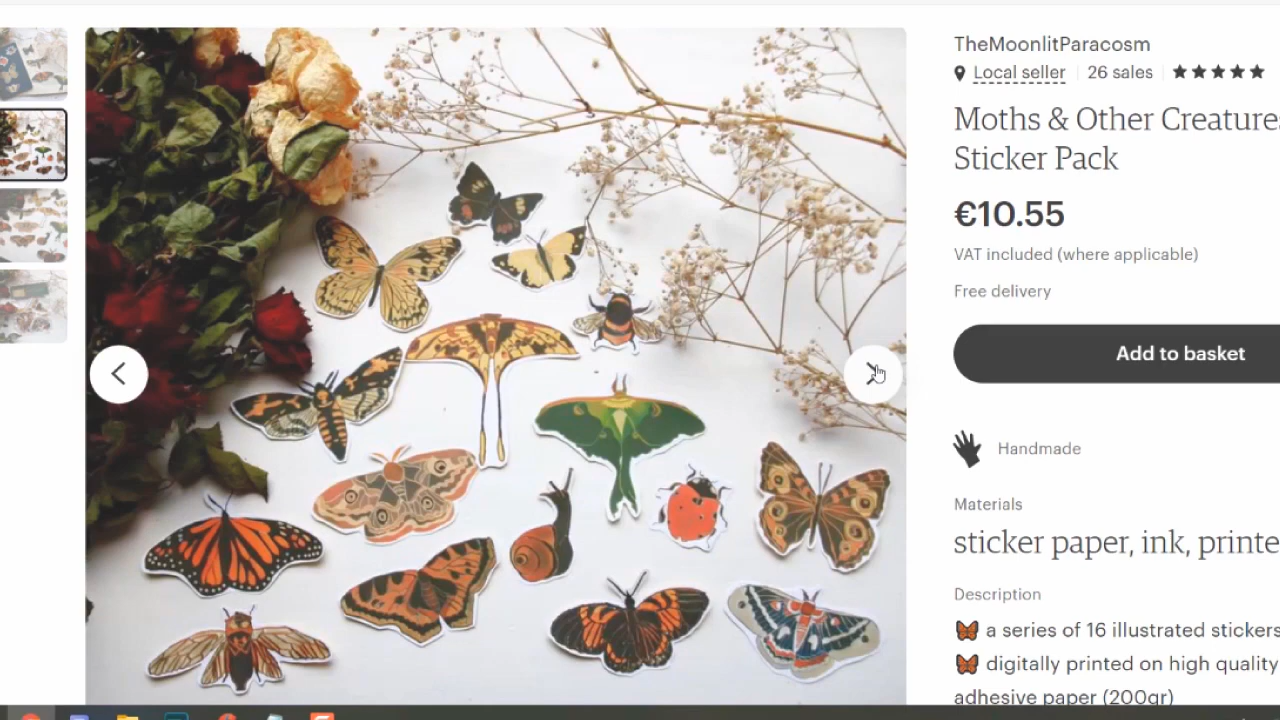 TheMoonlitParacosm
Local seller 26 sales
Moths & Other Creature
Sticker Pack
€10.55
VAT included (where applicable)
Free delivery
Add to basket
Handmade
Materials
sticker paper, ink, printe
Description
a series of 16 illustrated stickers
digitally printed on high quality
adhesive paper (200gr)